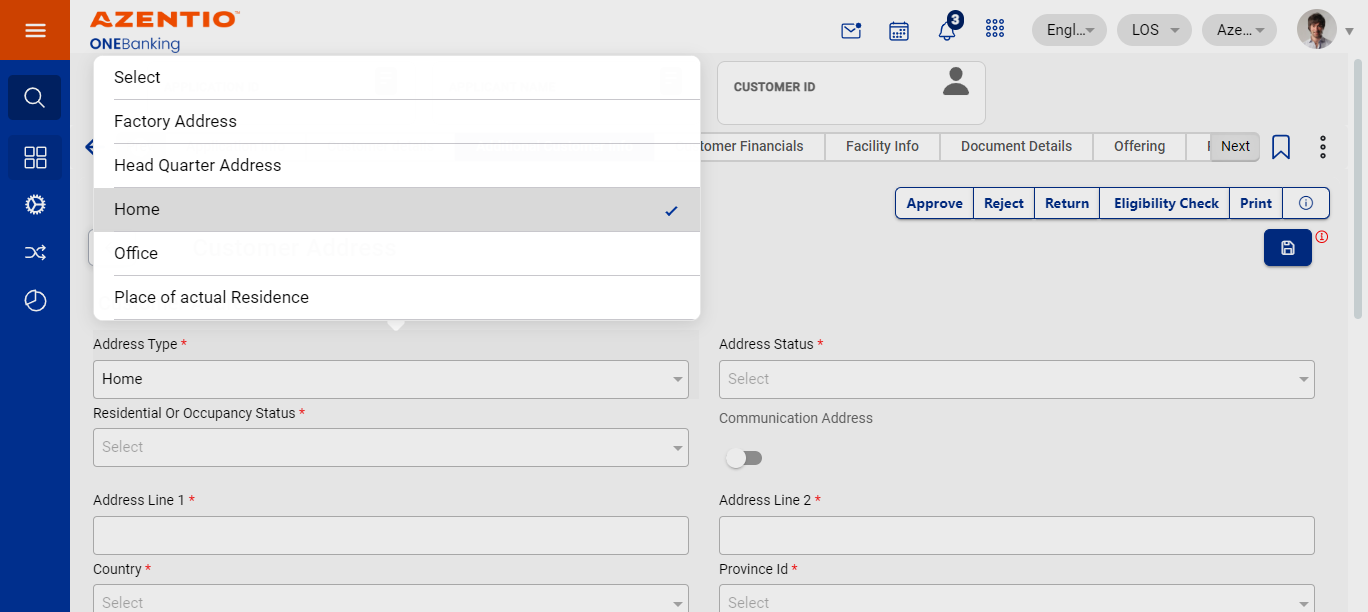 AZENTIO
ONEBanking
3
Engl...
LOS
Aze...
Select
Factory Address
Head Quarter Address
Home
Office
Place of actual Residence
CUSTOMER ID
tomer Financials
Facility Info
Document Details
Offering
Next
Approve
Reject
Return
Eligibility Check
Print
Customer Address
Address Type *
Home
Address Status *
Select
Residential Or Occupancy Status *
Select
Communication Address
Address Line 1 *
Address Line 2 *
Country *
Select
Province Id *
Select